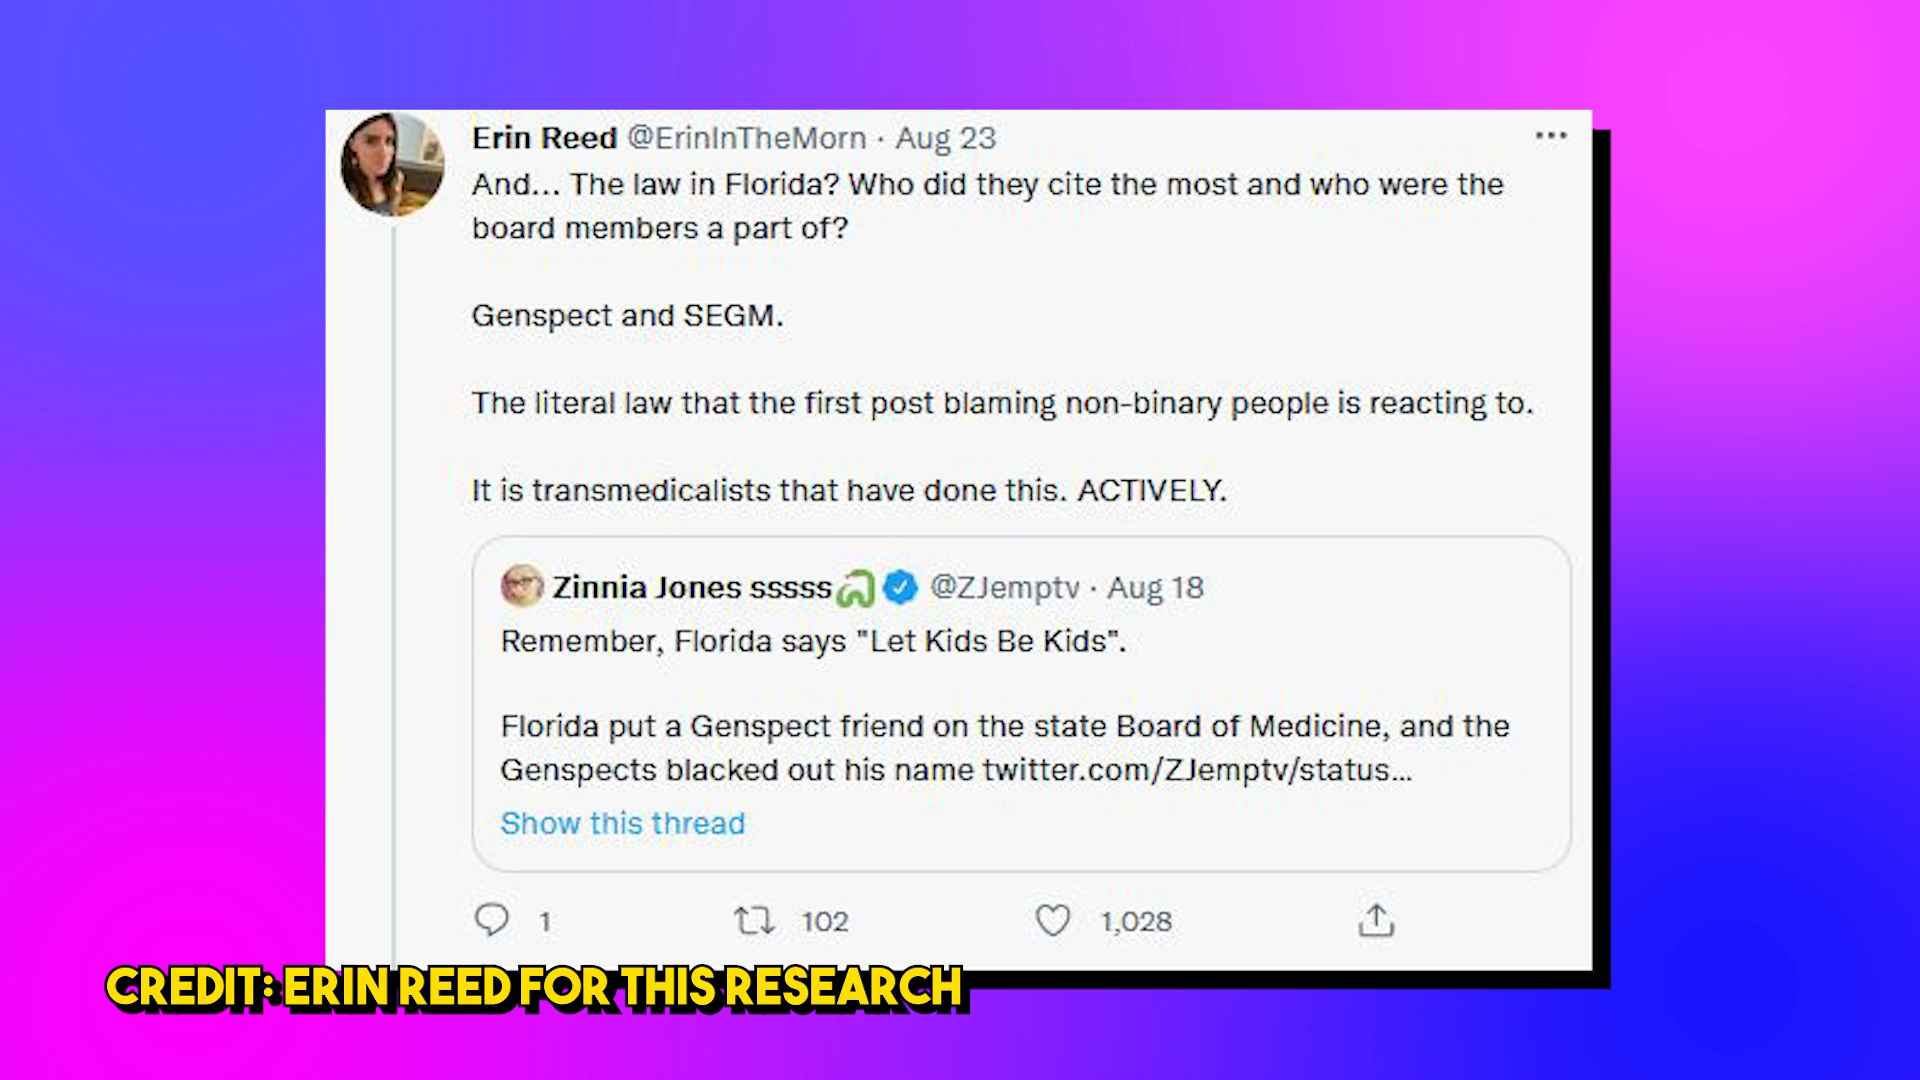 Erin Reed @ErinInTheMorn · Aug 23
And... The law in Florida? Who did they cite the most and who were the
board members a part of?
Genspect and SEGM.
The literal law that the first post blaming non-binary people is reacting to.
It is transmedicalists that have done this. ACTIVELY.
Zinnia Jones sssss🐍 @ZJemptv · Aug 18
Remember, Florida says "Let Kids Be Kids".
Florida put a Genspect friend on the state Board of Medicine, and the
Genspects blacked out his name twitter.com/ZJemptv/status...
Show this thread
1 102 1,028
CREDIT: ERIN REED FOR THIS RESEARCH